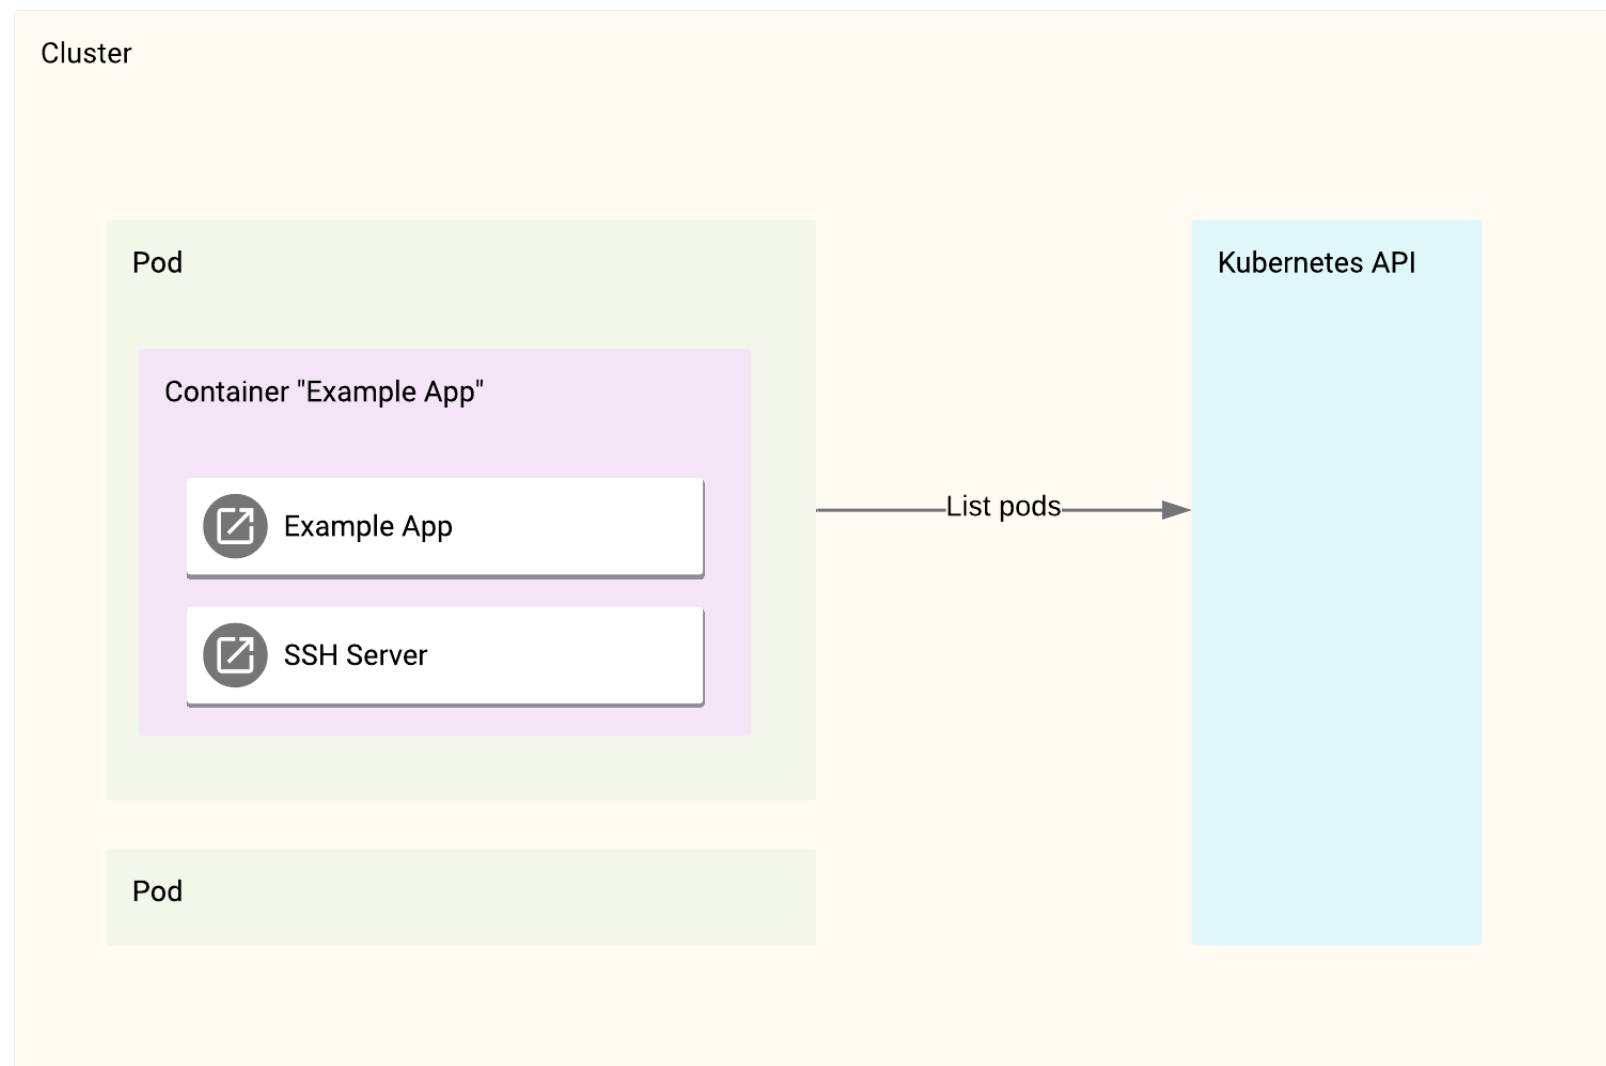 Cluster
Pod
Kubernetes API
Container "Example App"
Example App
List pods
SSH Server
Pod